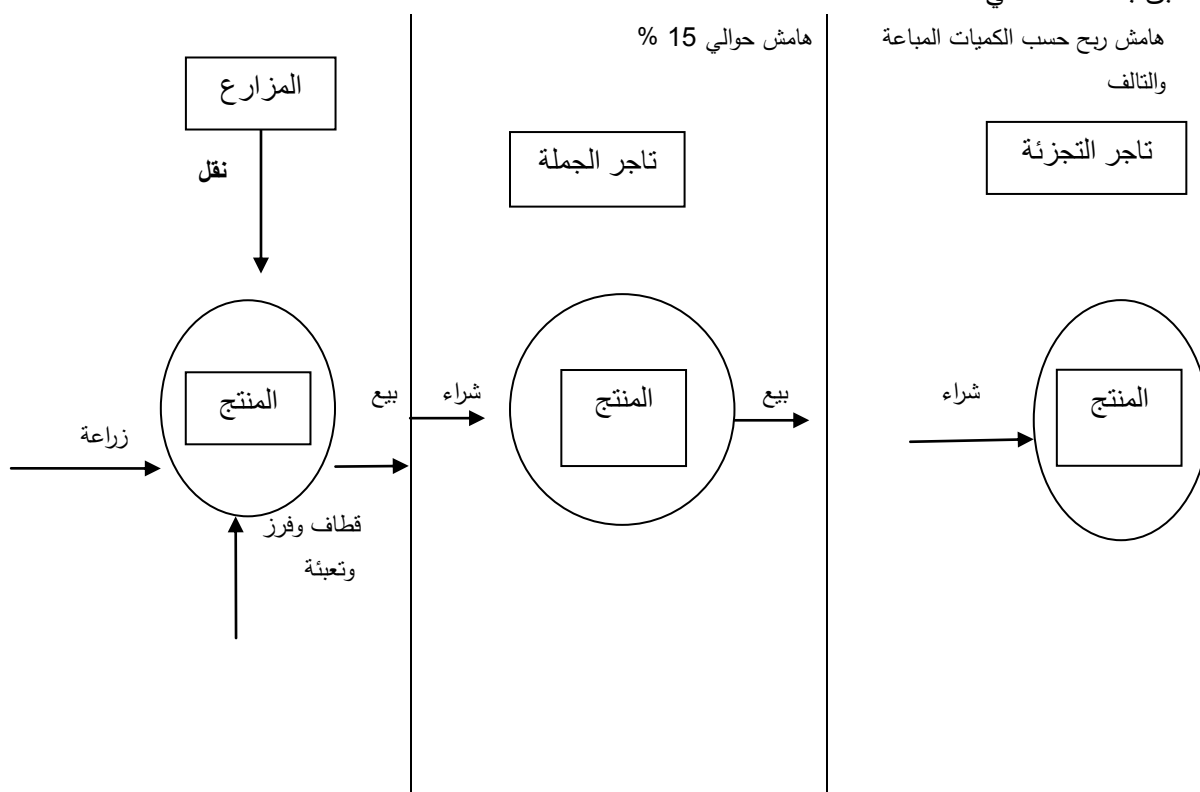 هامش ربح حسب الكميات المباعة
والتالف
هامش حوالي 15 %
تاجر التجزئة
تاجر الجملة
المزارع
نقل
المنتج
شراء
بيع
المنتج
شراء
بيع
المنتج
زراعة
قطاف وفرز
وتعبئة